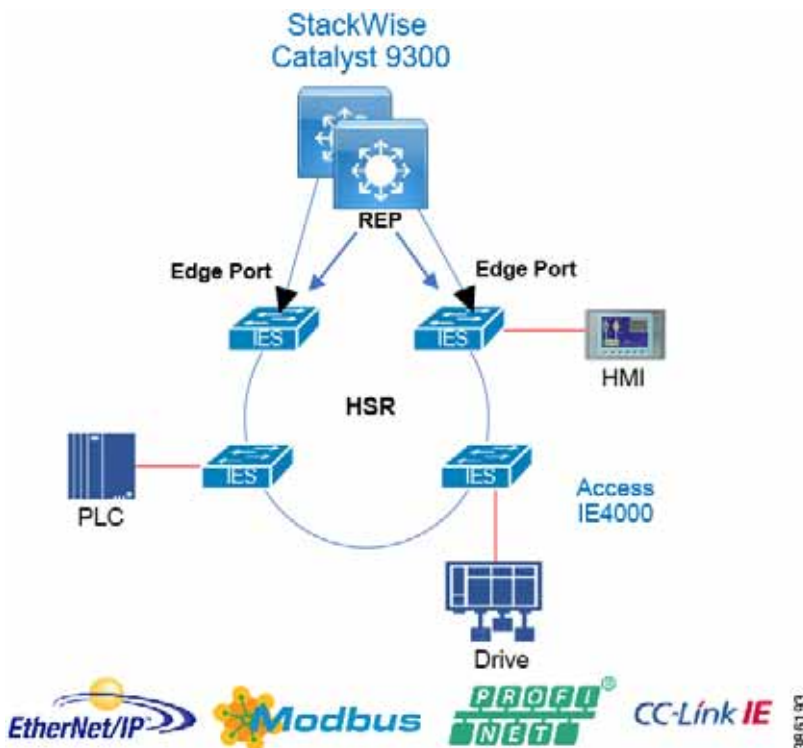 StackWise
Catalyst 9300
REP
Edge Port
Edge Port
IES
IES
HMI
HSR
IES
IES
PLC
Access
IE4000
Drive
EtherNet/IP
Modbus
PROFI
NET
®
CC-Link IE
386193